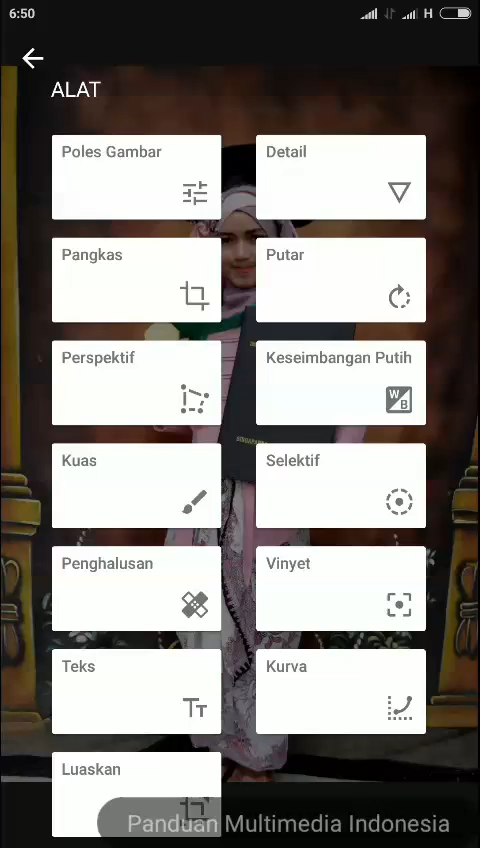 6:50
H
ALAT
Poles Gambar
Detail
Pangkas
Putar
Perspektif
Keseimbangan Putih
W
B
Kuas
Selektif
Penghalusan
Vinyet
Teks
Kurva
TT
Luaskan
Panduan Multimedia Indonesia